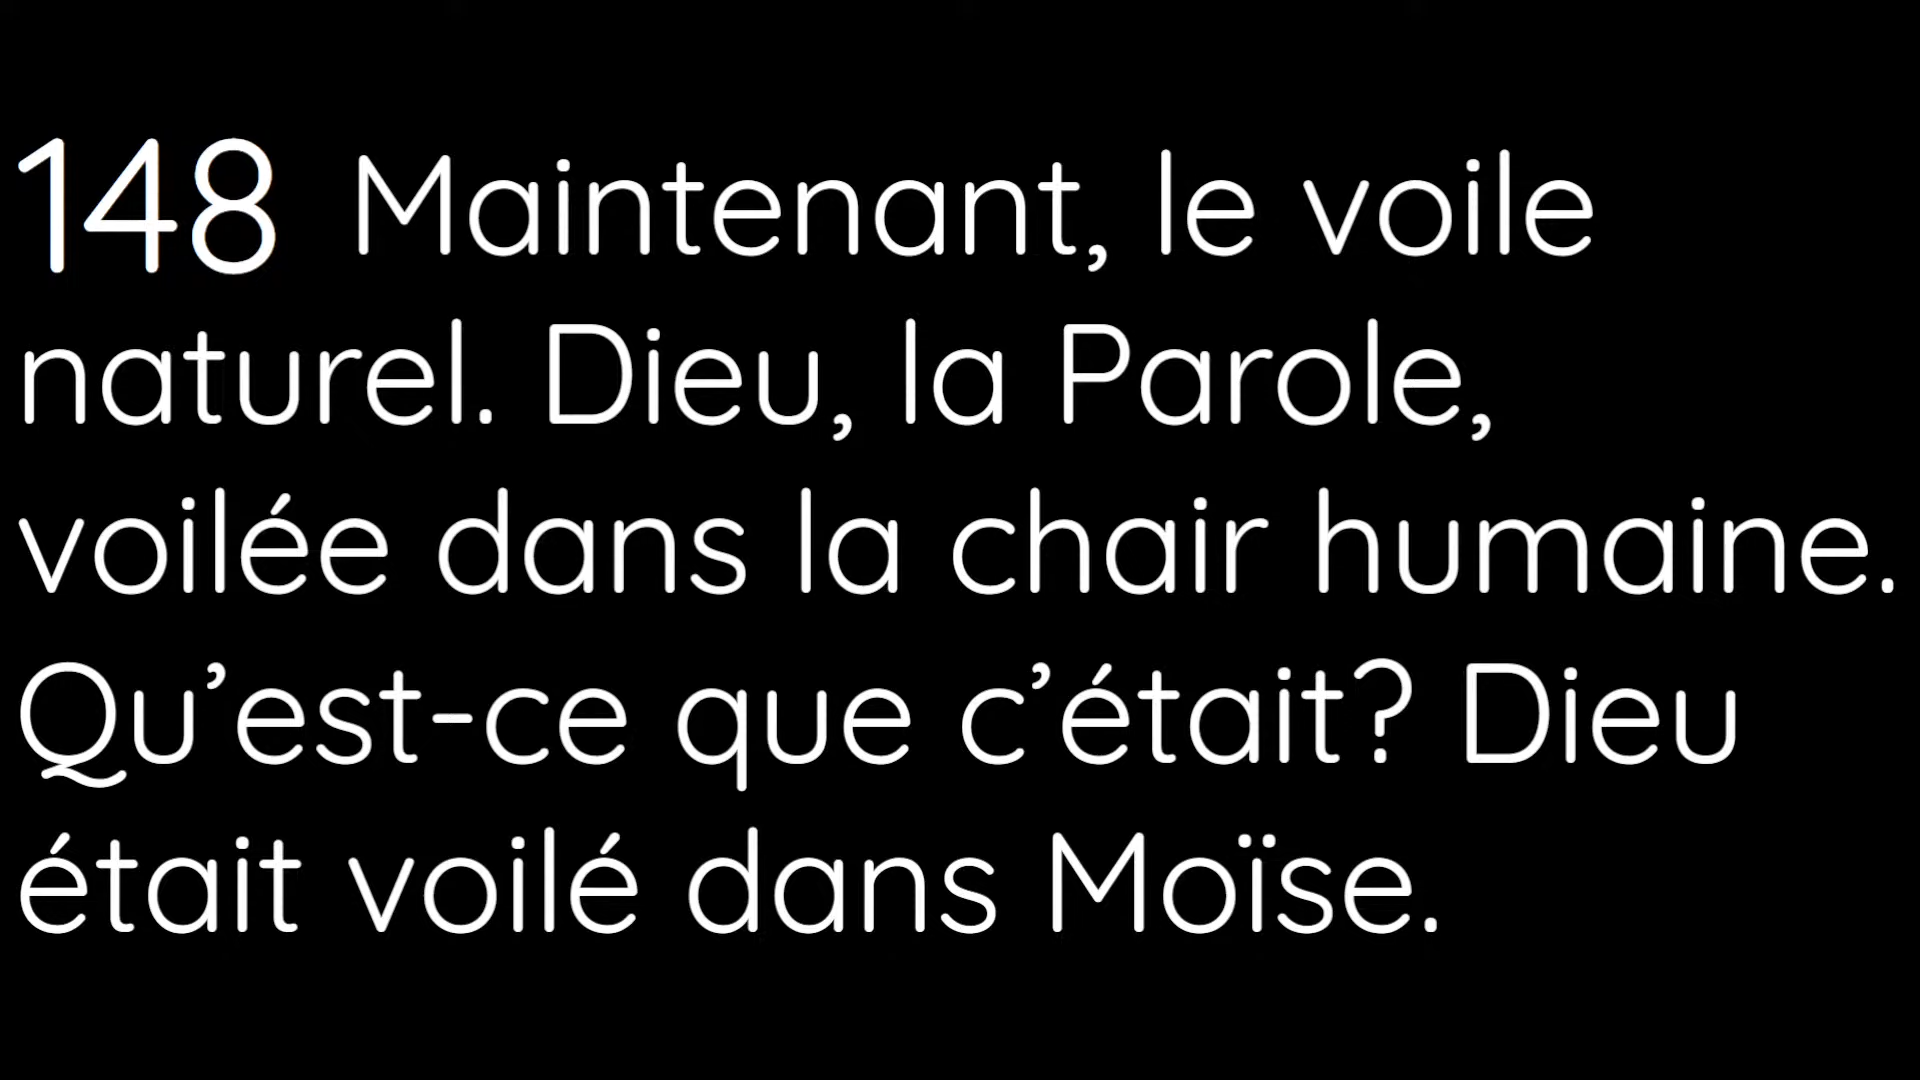 148 Maintenant, le voile
naturel. Dieu, la Parole,
voilée dans la chair humaine.
Qu’est-ce que c’était? Dieu
était voilé dans Moïse.